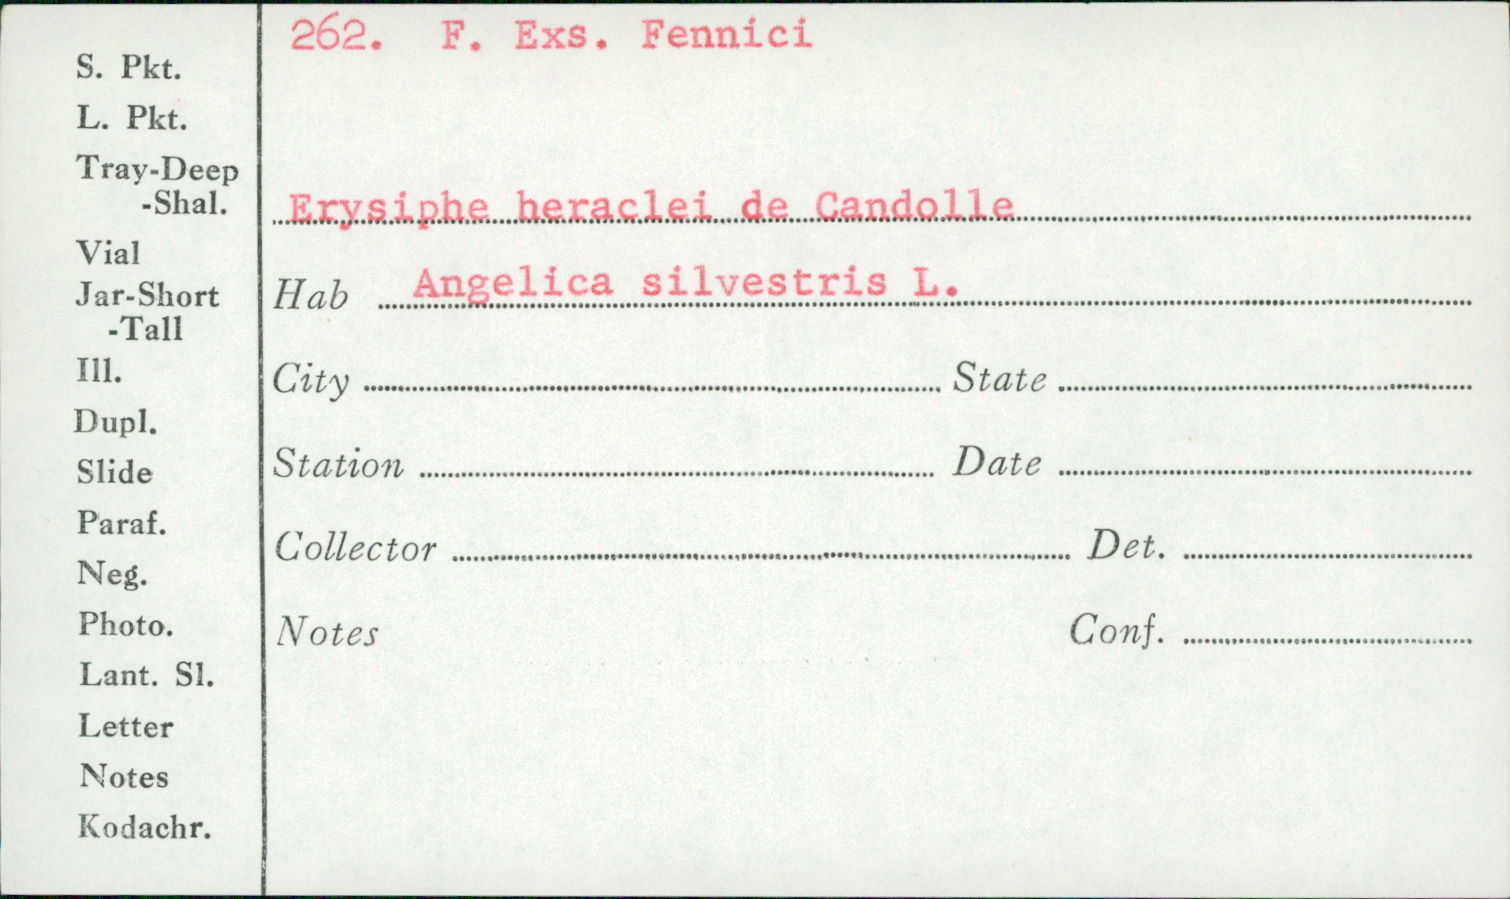 262. F. Exs. Fennici
S. Pkt.
L. Pkt.
Tray-Deep
-Shal.
Erysiphe heraclei de Candolle
Vial
Jar-Short
-Tall
Hab Angelica silvestris L.
Ill.
City State
Dupl.
Slide
Station Date
Paraf.
Collector Det.
Neg.
Photo.
Notes Conf.
Lant. Sl.
Letter
Notes
Kodachr.